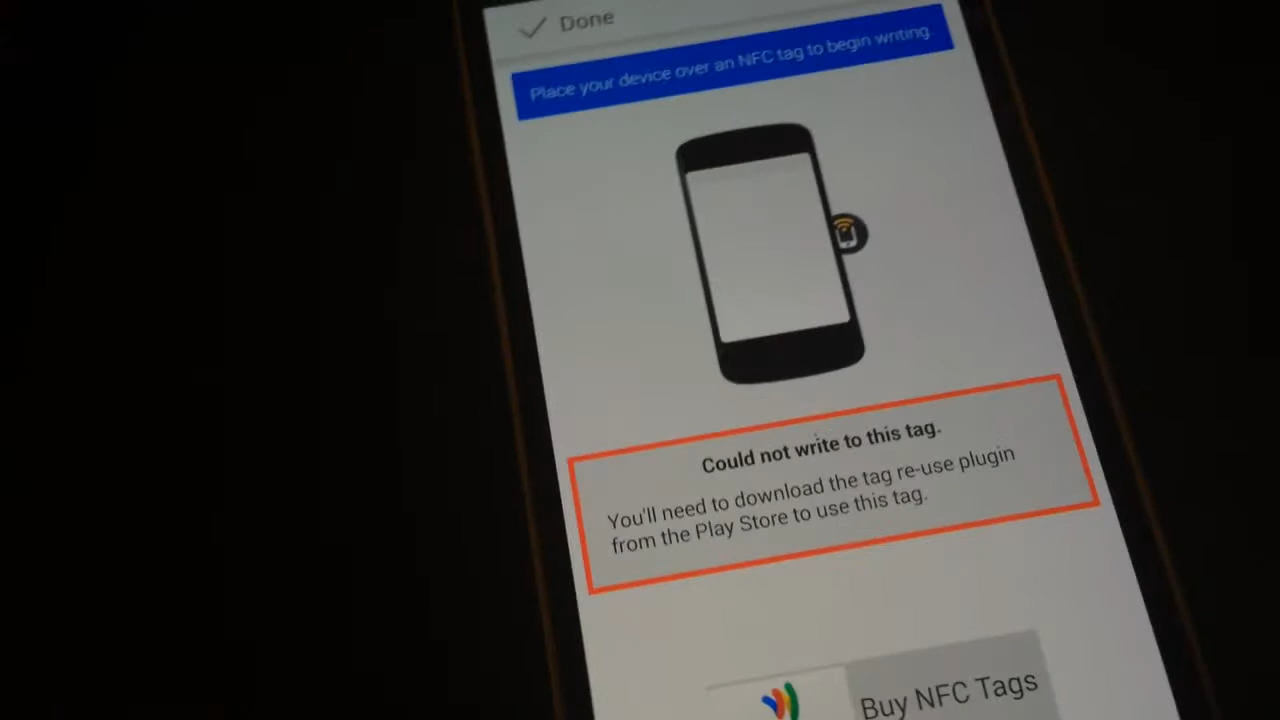 Done
Place your device over an NFC tag to begin writing.
Could not write to this tag.
You'll need to download the tag re-use plugin
from the Play Store to use this tag.
Buy NFC Tags